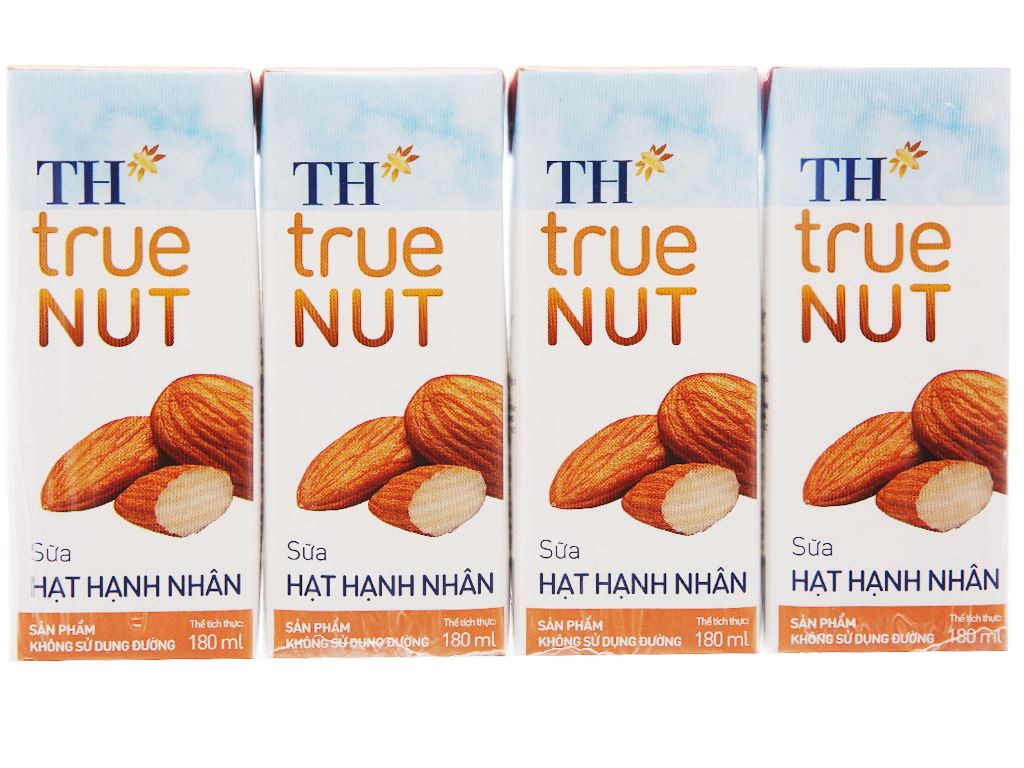 TH
true
NUT
Sữa
HẠT HẠNH NHÂN
SẢN PHẨM
KHÔNG SỬ DỤNG ĐƯỜNG
Thể tích thực:
180 ml
TH
true
NUT
Sữa
HẠT HẠNH NHÂN
SẢN PHẨM
KHÔNG SỬ DỤNG ĐƯỜNG
Thể tích thực:
180 ml
TH
true
NUT
Sữa
HẠT HẠNH NHÂN
SẢN PHẨM
KHÔNG SỬ DỤNG ĐƯỜNG
Thể tích thực:
180 ml
TH
true
NUT
Sữa
HẠT HẠNH NHÂN
SẢN PHẨM
KHÔNG SỬ DỤNG ĐƯỜNG
Thể tích thực:
180 ml